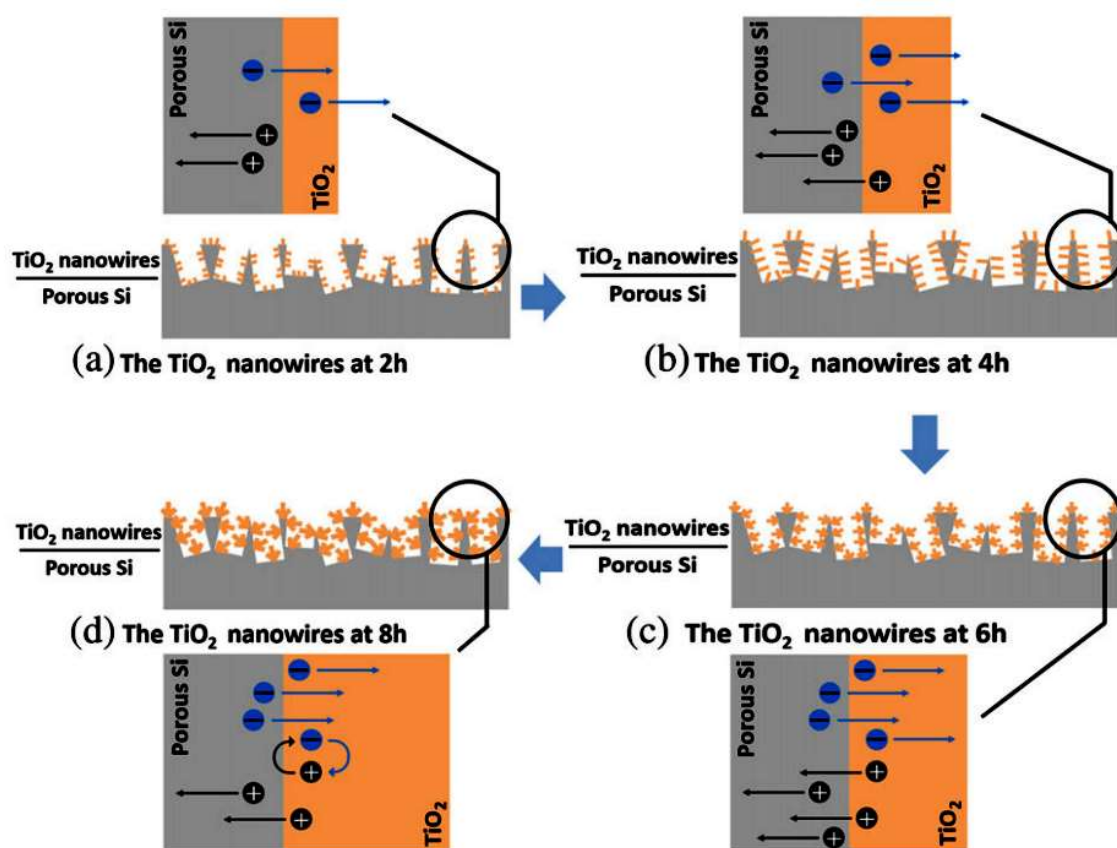 Porous Si
TiO₂
TiO₂ nanowires
Porous Si
(a) The TiO₂ nanowires at 2h
Porous Si
TiO₂
TiO₂ nanowires
Porous Si
(b) The TiO₂ nanowires at 4h
TiO₂ nanowires
Porous Si
(d) The TiO₂ nanowires at 8h
Porous Si
TiO₂
TiO₂ nanowires
Porous Si
(c) The TiO₂ nanowires at 6h
Porous Si
TiO₂